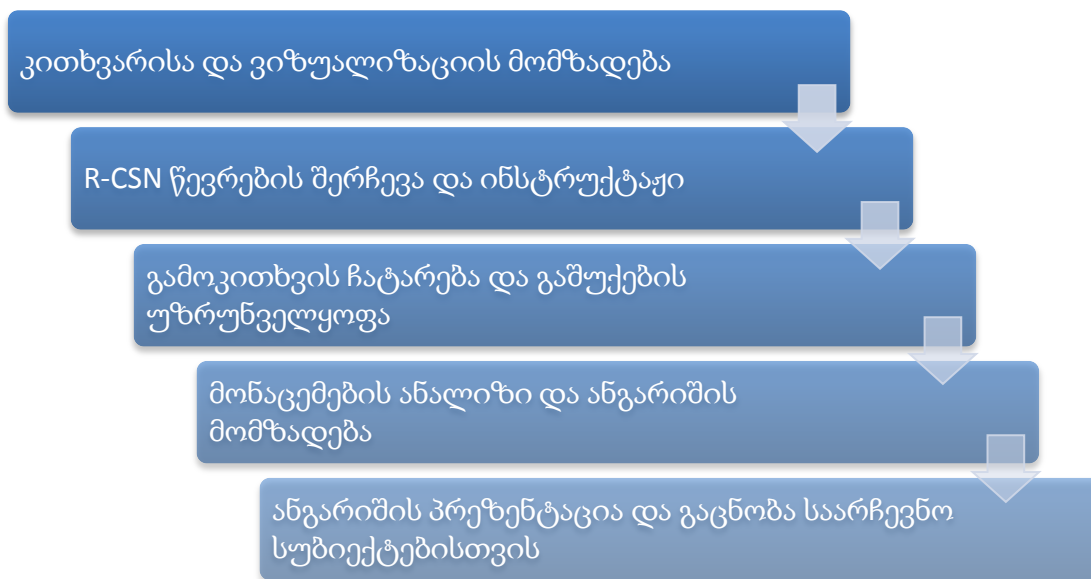 კითხვარისა და ვიზუალიზაციის მომზადება
R-CSN წევრების შერჩევა და ინსტრუქტაჟი
გამოკითხვის ჩატარება და გაშუქების
უზრუნველყოფა
მონაცემების ანალიზი და ანგარიშის
მომზადება
ანგარიშის პრეზენტაცია და გაცნობა საარჩევნო
სუბიექტებისთვის